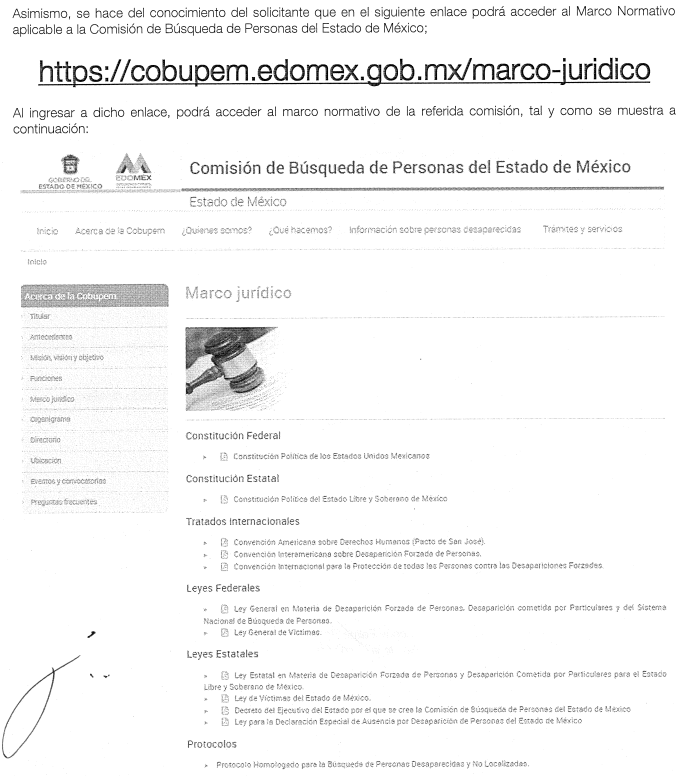 Asimismo, se hace del conocimiento del solicitante que en el siguiente enlace podrá acceder al Marco Normativo
aplicable a la Comisión de Búsqueda de Personas del Estado de México;
https://cobupem.edomex.gob.mx/marco-juridico
Al ingresar a dicho enlace, podrá acceder al marco normativo de la referida comisión, tal y como se muestra a
continuación:
GOBIERNO DEL
ESTADO DE MÉXICO
EDOMEX
Comisión de Búsqueda de Personas del Estado de México
Estado de México
Inicio Acerca de la Cobupem ¿Quienes somos? ¿Qué hacemos? Información sobre personas desaparecidas Trámites y servicios
Inicio
Acerca de la Cobupem
Titular
Antecedentes
Misión, visión y objetivo
Funciones
Marco jurídico
Organigrama
Directorio
Ubicación
Eventos y convocatorias
Preguntas frecuentes
Marco jurídico
Constitución Federal
Constitución Política de los Estados Unidos Mexicanos
Constitución Estatal
Constitución Política del Estado Libre y Soberano de México
Tratados Internacionales
Convención Americana sobre Derechos Humanos (Pacto de San José).
Convención Interamericana sobre Desaparición Forzada de Personas.
Convención Internacional para la Protección de todas las Personas contra las Desapariciones Forzadas.
Leyes Federales
Ley General en Materia de Desaparición Forzada de Personas, Desaparición cometida por Particulares y del Sistema
Nacional de Búsqueda de Personas.
Ley General de Víctimas.
Leyes Estatales
Ley Estatal en Materia de Desaparición Forzada de Personas y Desaparición Cometida por Particulares para el Estado
Libre y Soberano de México.
Ley de Víctimas del Estado de México.
Decreto del Ejecutivo del Estado por el que se crea la Comisión de Búsqueda de Personas del Estado de México
Ley para la Declaración Especial de Ausencia por Desaparición de Personas del Estado de México
Protocolos
Protocolo Homologado para la Búsqueda de Personas Desaparecidas y No Localizadas.